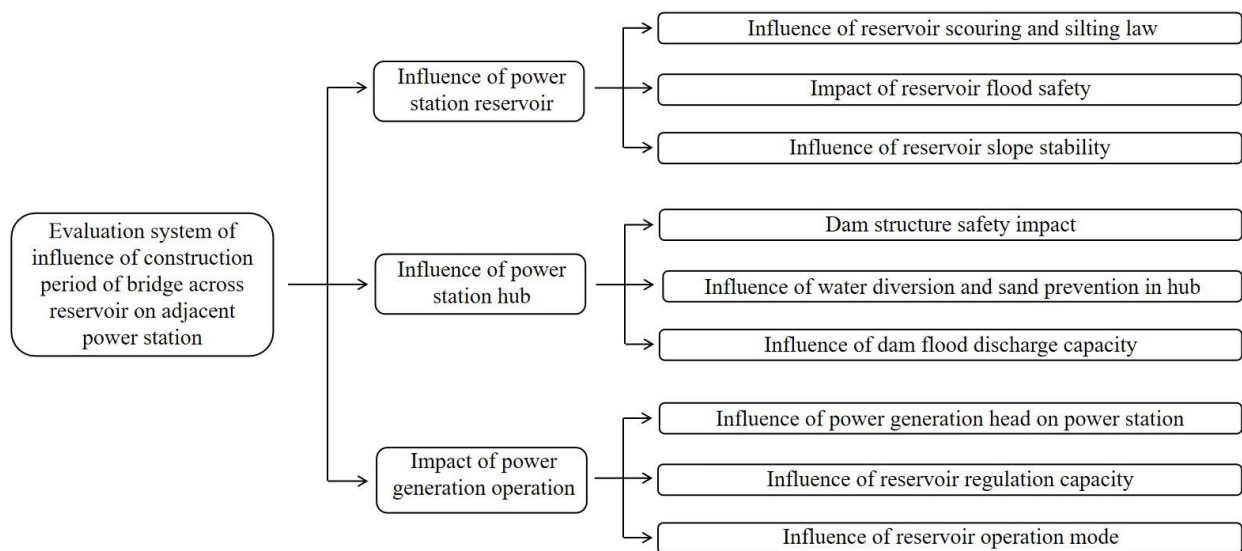 Evaluation system of
influence of construction
period of bridge across
reservoir on adjacent
power station
Influence of power
station reservoir
Influence of reservoir scouring and silting law
Impact of reservoir flood safety
Influence of reservoir slope stability
Influence of power
station hub
Dam structure safety impact
Influence of water diversion and sand prevention in hub
Influence of dam flood discharge capacity
Impact of power
generation operation
Influence of power generation head on power station
Influence of reservoir regulation capacity
Influence of reservoir operation mode